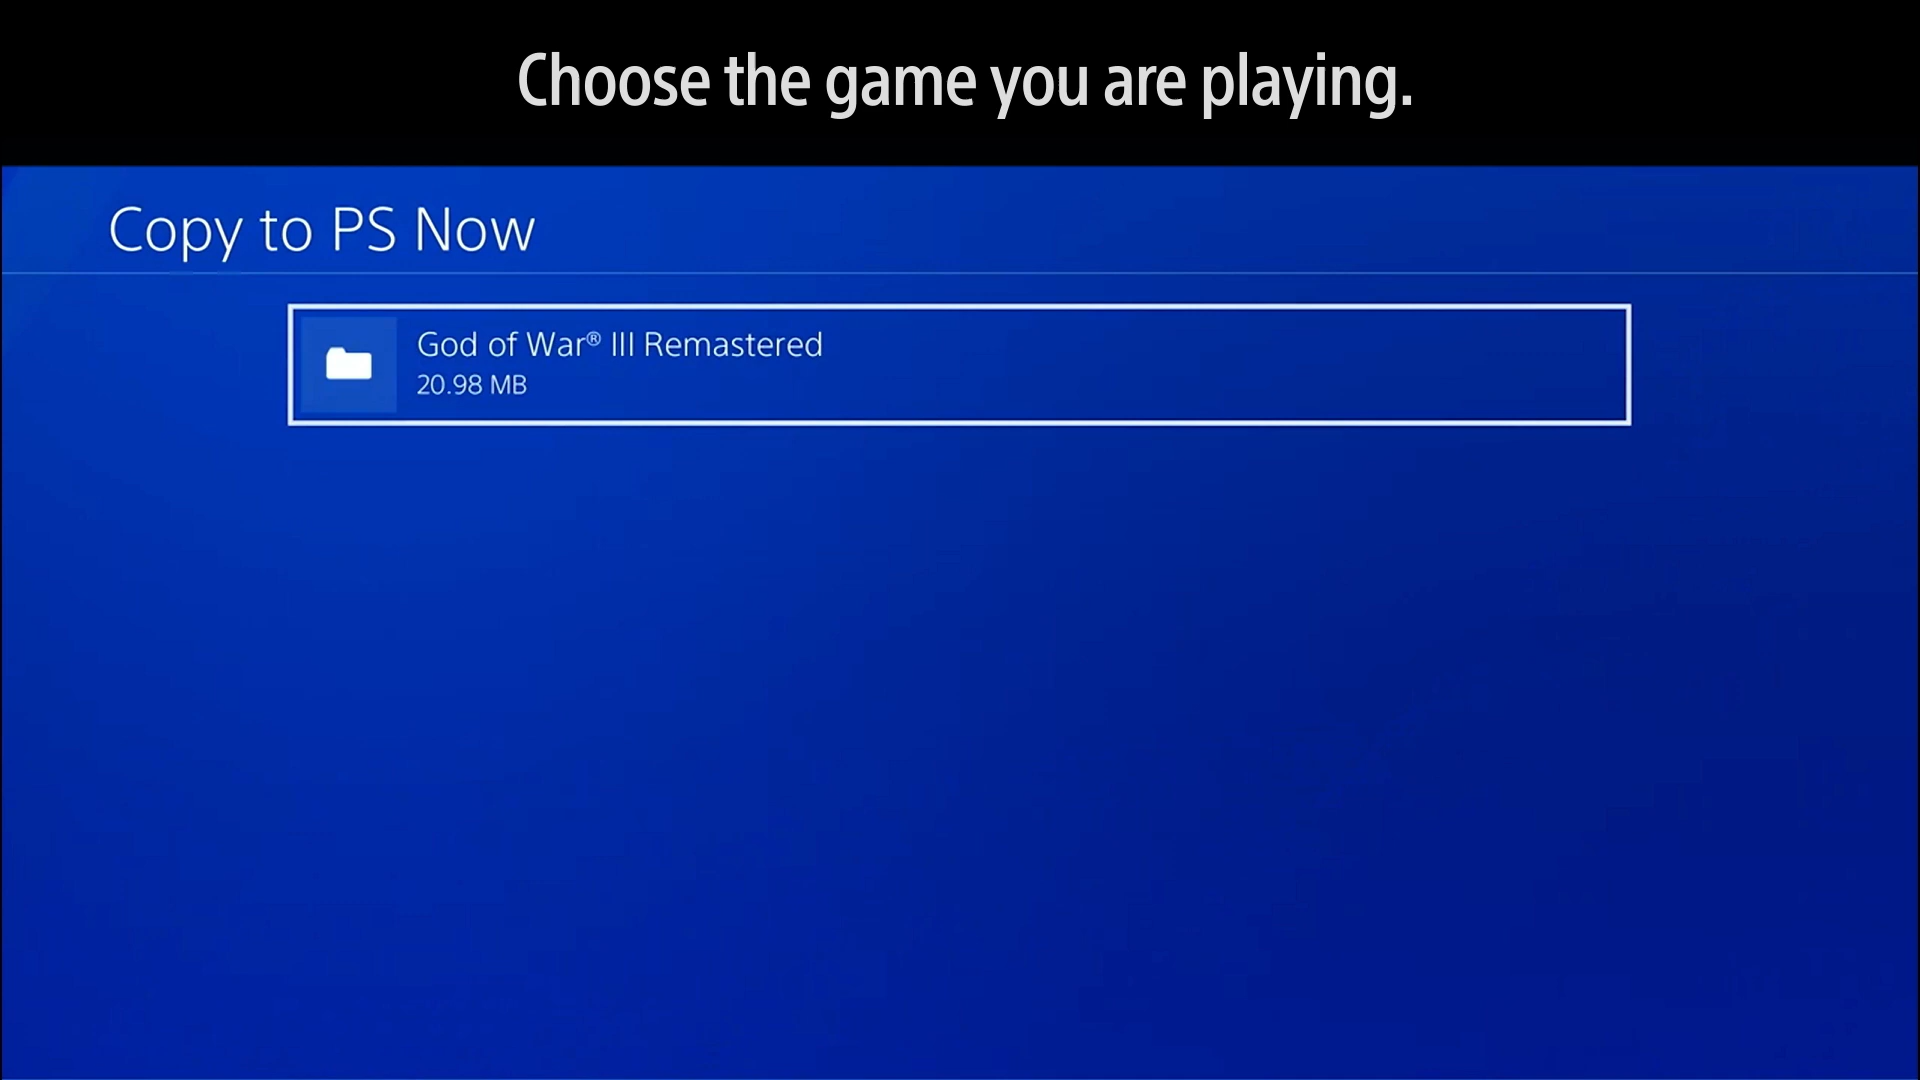 Choose the game you are playing.
Copy to PS Now
God of War® III Remastered
20.98 MB